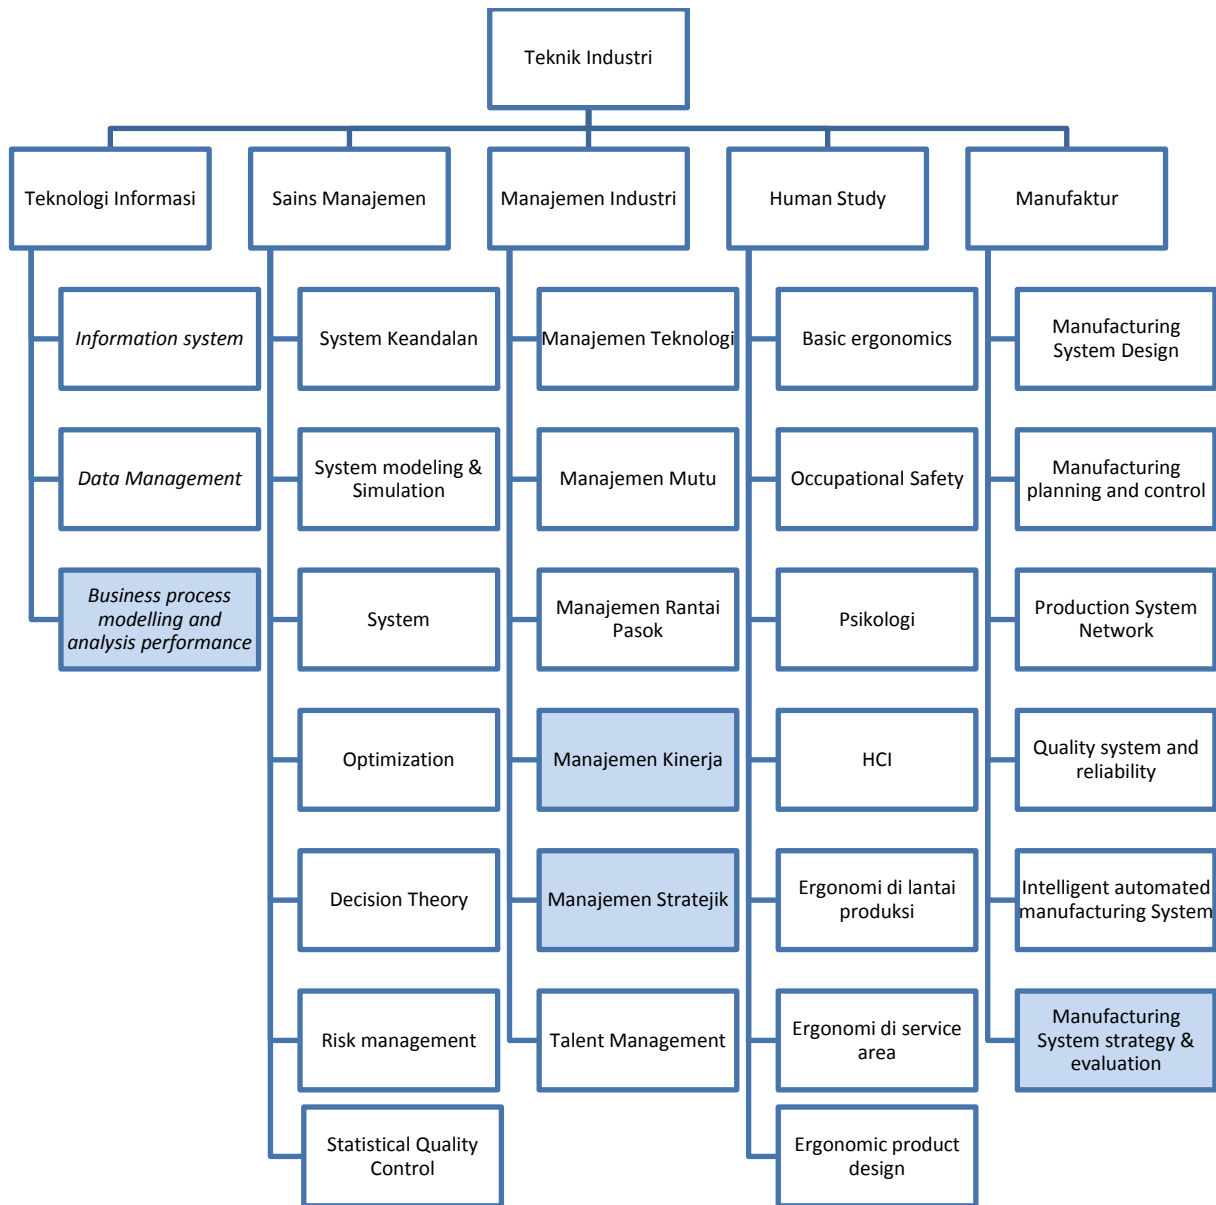 Teknik Industri
Teknologi Informasi
Sains Manajemen
Manajemen Industri
Human Study
Manufaktur
Information system
System Keandalan
Manajemen Teknologi
Basic ergonomics
Manufacturing
System Design
Data Management
System modeling &
Simulation
Manajemen Mutu
Occupational Safety
Manufacturing
planning and control
Business process
modelling and
analysis performance
System
Manajemen Rantai
Pasok
Psikologi
Production System
Network
Optimization
Manajemen Kinerja
HCI
Quality system and
reliability
Decision Theory
Manajemen Stratejik
Ergonomi di lantai
produksi
Intelligent automated
manufacturing System
Risk management
Talent Management
Ergonomi di service
area
Manufacturing
System strategy &
evaluation
Statistical Quality
Control
Ergonomic product
design